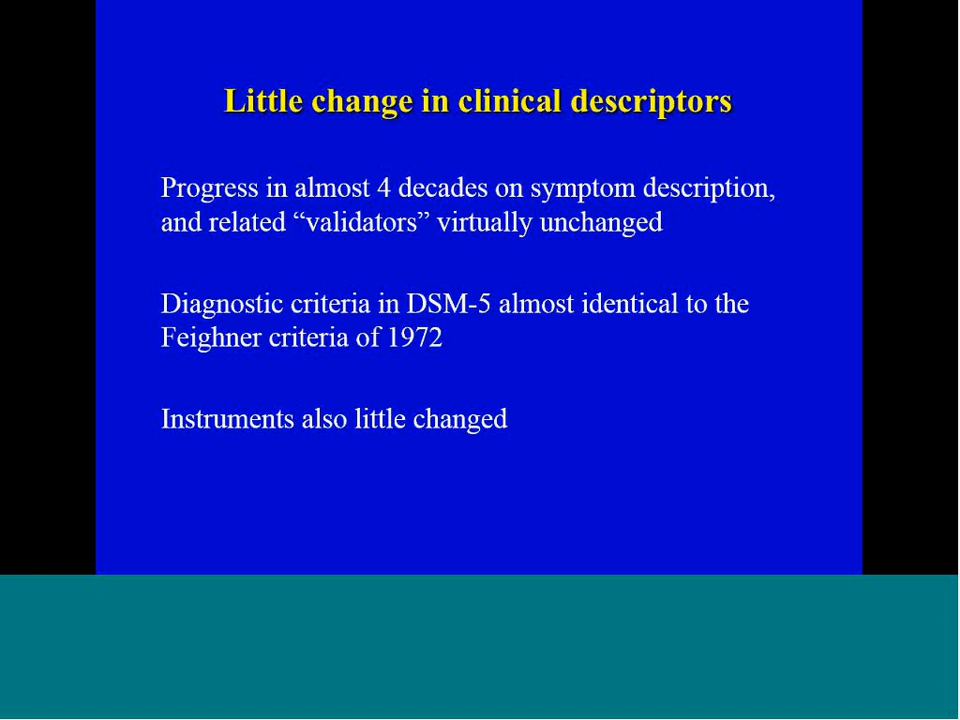 Little change in clinical descriptors
Progress in almost 4 decades on symptom description,
and related “validators” virtually unchanged
Diagnostic criteria in DSM-5 almost identical to the
Feighner criteria of 1972
Instruments also little changed